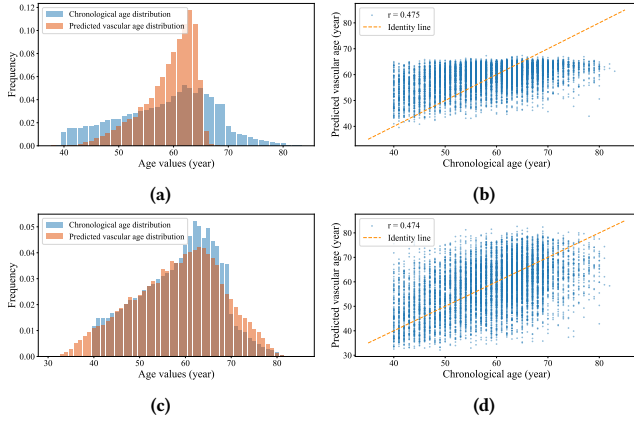 Chronological age distribution
Predicted vascular age distribution
0.12
0.10
0.08
0.06
0.04
0.02
0.00
Frequency
40 50 60 70 80
Age values (year)
(a)
r = 0.475
Identity line
80
70
60
50
40
Predicted vascular age (year)
40 50 60 70 80
Chronological age (year)
(b)
Chronological age distribution
Predicted vascular age distribution
0.05
0.04
0.03
0.02
0.01
0.00
Frequency
30 40 50 60 70 80
Age values (year)
(c)
r = 0.474
Identity line
80
70
60
50
40
30
Predicted vascular age (year)
40 50 60 70 80
Chronological age (year)
(d)